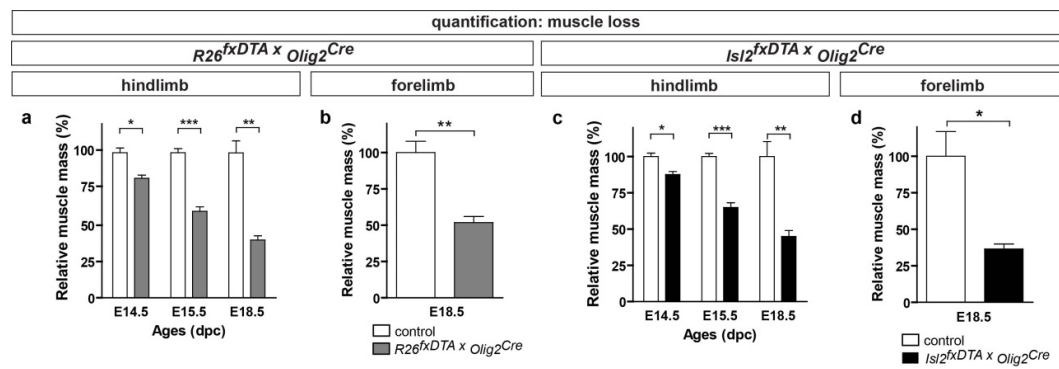 quantification: muscle loss
R26fxDTA x Olig2Cre
Isl2fxDTA x Olig2Cre
hindlimb
forelimb
hindlimb
forelimb
a
Relative muscle mass (%)
100
75
50
75
0
* *** **
E14.5 E15.5 E18.5
Ages (dpc)
b
Relative muscle mass (%)
100
75
50
25
0
**
E18.5
control
R26fxDTA x Olig2Cre
c
Relative muscle mass (%)
100
75
50
75
0
* *** **
E14.5 E15.5 E18.5
Ages (dpc)
d
Relative muscle mass (%)
100
75
50
25
0
*
E18.5
control
Isl2fxDTA x Olig2Cre